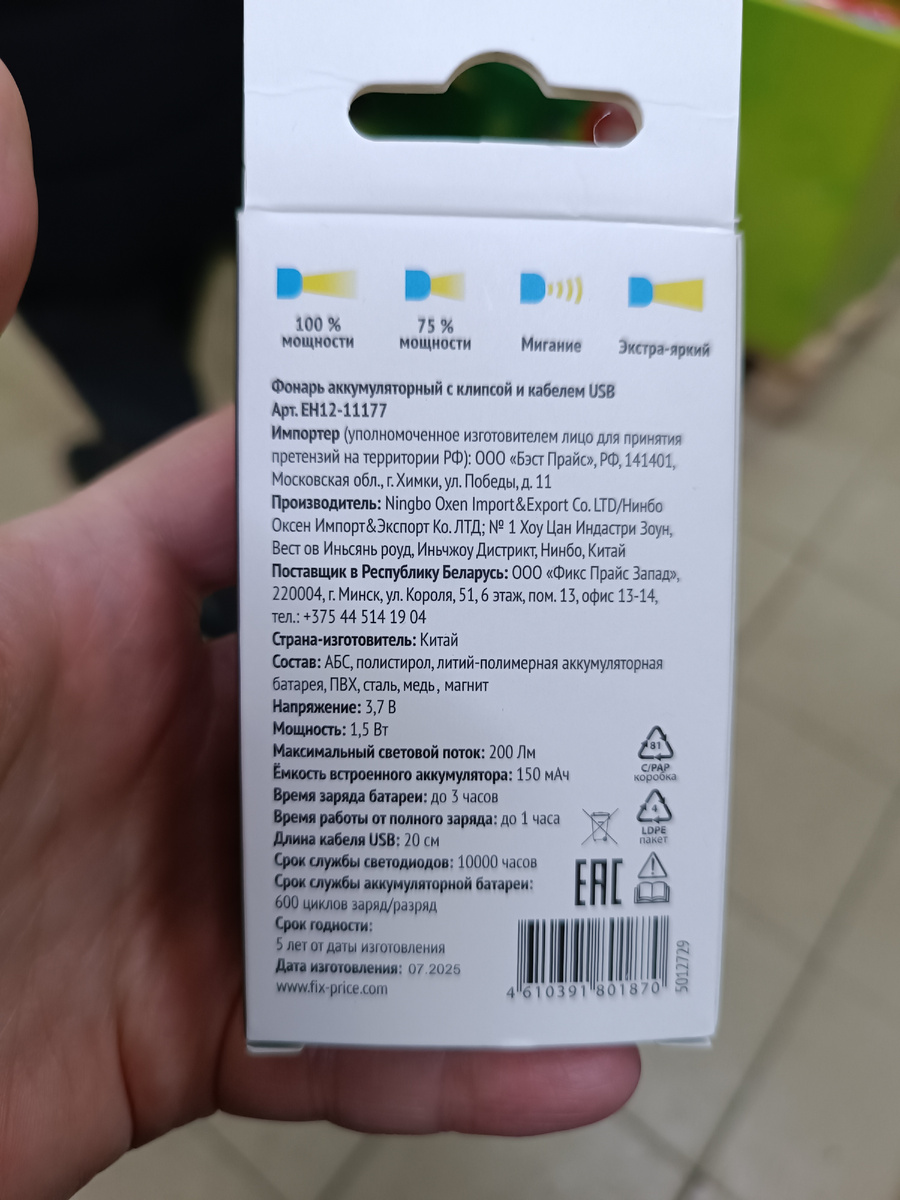 100 %
мощности
75 %
мощности
Мигание
Экстра-яркий
Фонарь аккумуляторный с клипсой и кабелем USB
Арт. EH12-11177
Импортер (уполномоченное изготовителем лицо для принятия
претензий на территории РФ): ООО «Бэст Прайс», РФ, 141401,
Московская обл., г. Химки, ул. Победы, д. 11
Производитель: Ningbo Oxen Import&Export Co. LTD/Нинбо
Оксен Импорт&Экспорт Ко. ЛТД; № 1 Хоу Цан Индастри Зоун,
Вест ов Иньсянь роуд, Иньчжоу Дистрикт, Нинбо, Китай
Поставщик в Республику Беларусь: ООО «Фикс Прайс Запад»,
220004, г. Минск, ул. Короля, 51, 6 этаж, пом. 13, офис 13-14,
тел.: +375 44 514 19 04
Страна-изготовитель: Китай
Состав: АБС, полистирол, литий-полимерная аккумуляторная
батарея, ПВХ, сталь, медь, магнит
Напряжение: 3,7 В
Мощность: 1,5 Вт
Максимальный световой поток: 200 Лм
Ёмкость встроенного аккумулятора: 150 мАч
Время заряда батареи: до 3 часов
Время работы от полного заряда: до 1 часа
Длина кабеля USB: 20 см
Срок службы светодиодов: 10000 часов
Срок службы аккумуляторной батареи:
600 циклов заряд/разряд
Срок годности:
5 лет от даты изготовления
Дата изготовления: 07.2025
www.fix-price.com
81
C/PAP
коробка
4
LDPE
пакет
EAC
4 610391 801870
5012729